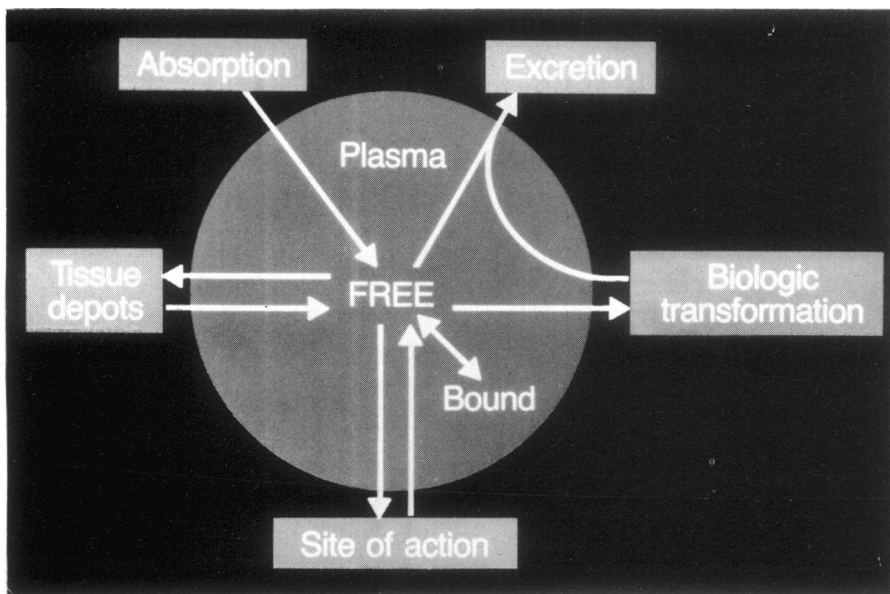 Absorption
Excretion
Plasma
Tissue
depots
FREE
Biologic
transformation
Bound
Site of action